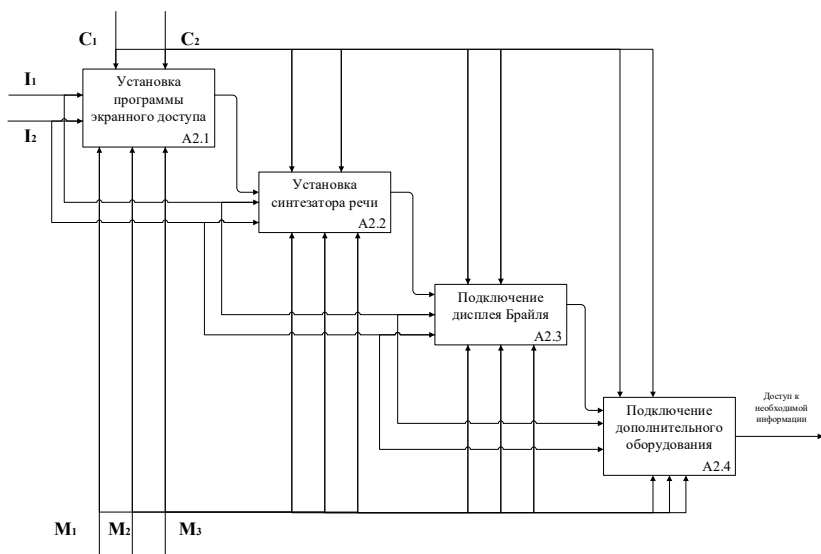 C1
C2
I1
I2
Установка
программы
экранного доступа
A2.1
Установка
синтезатора речи
A2.2
Подключение
дисплея Брайля
A2.3
Подключение
дополнительного
оборудования
A2.4
Доступ к
необходимой
информации
M1
M2
M3